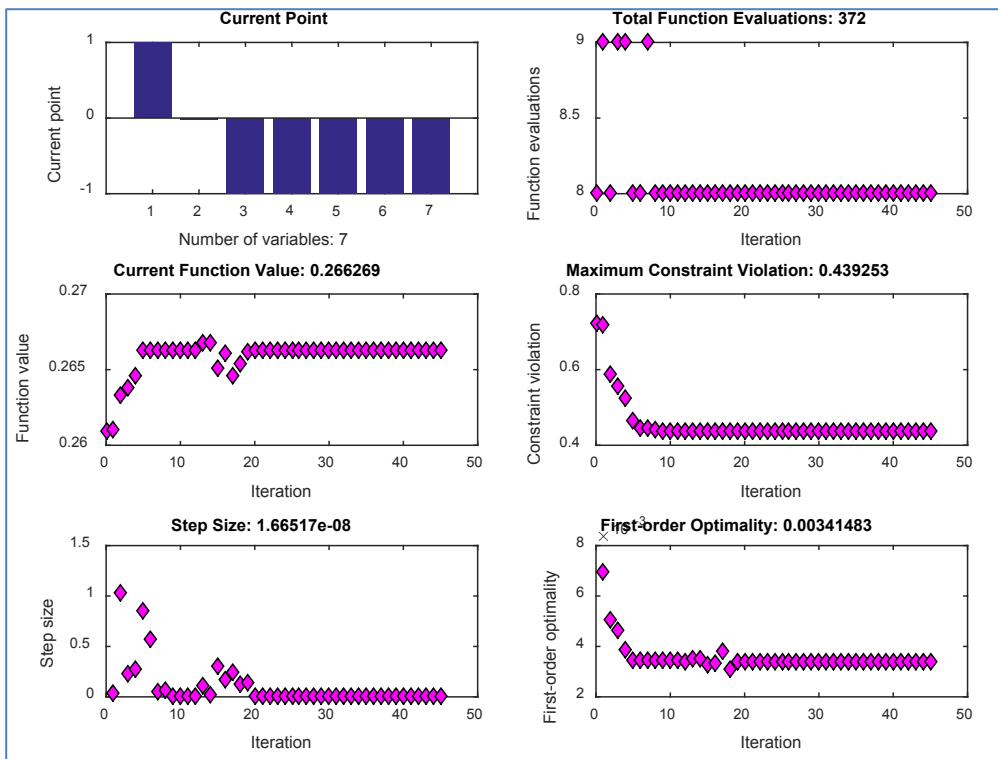 Current Point
Current point
1
0
-1
1 2 3 4 5 6 7
Number of variables: 7
Total Function Evaluations: 372
Function evaluations
9
8.5
8
0 10 20 30 40 50
Iteration
Current Function Value: 0.266269
Function value
0.27
0.265
0.26
0 10 20 30 40 50
Iteration
Maximum Constraint Violation: 0.439253
Constraint violation
0.8
0.6
0.4
0 10 20 30 40 50
Iteration
Step Size: 1.66517e-08
Step size
1.5
1
0.5
0
0 10 20 30 40 50
Iteration
First-order Optimality: 0.00341483
× 10 -3
First-order optimality
8
6
4
2
0 10 20 30 40 50
Iteration